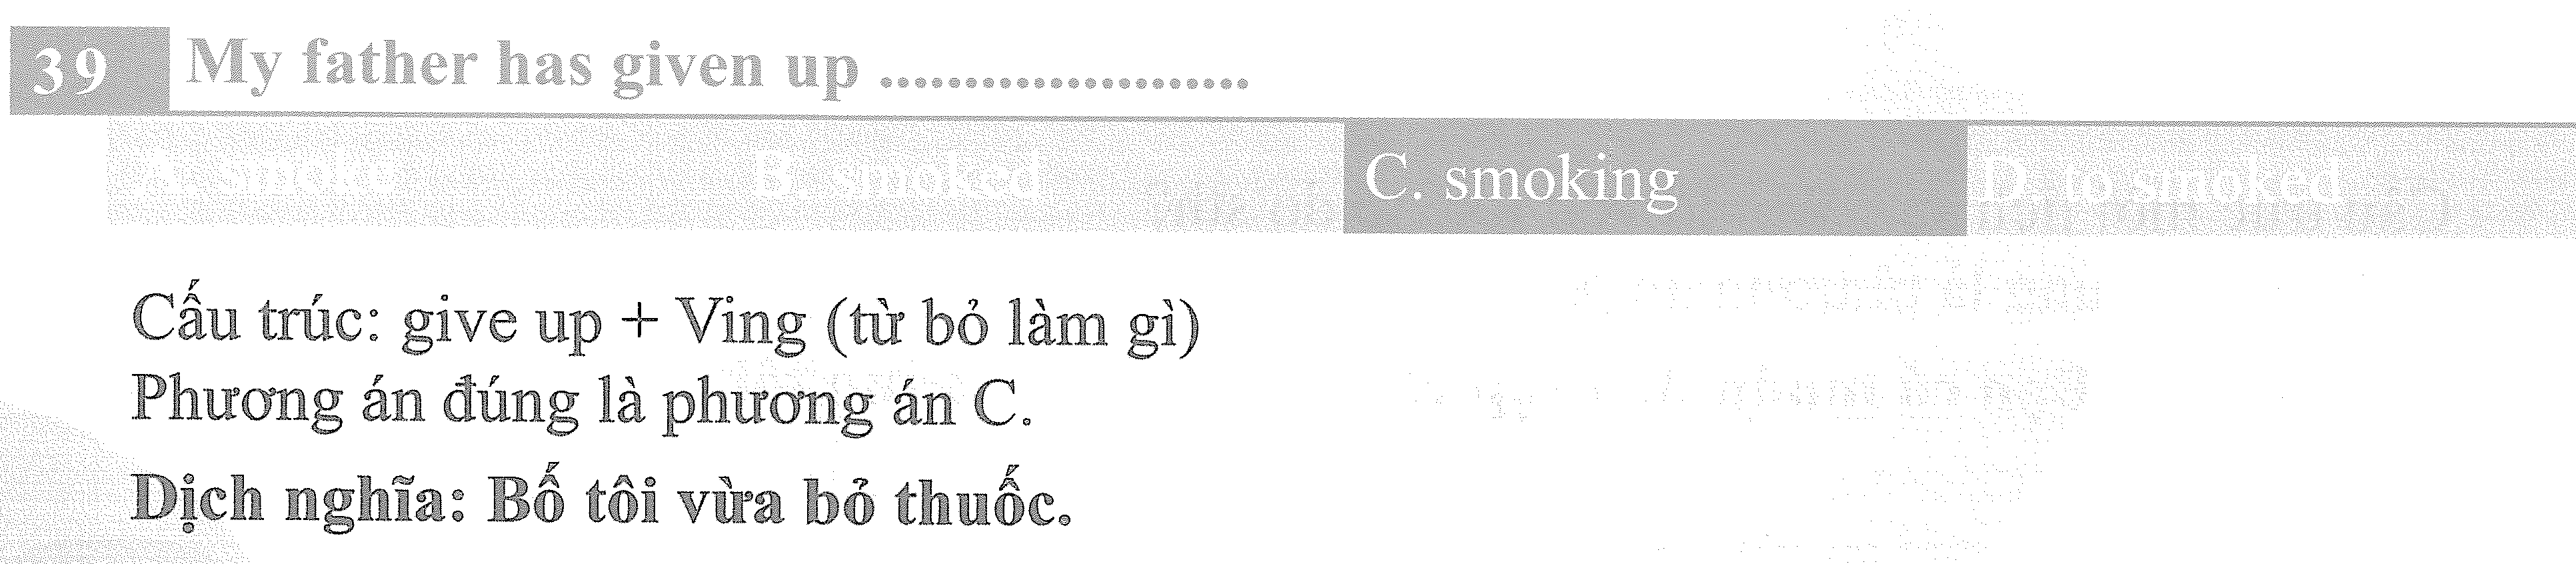 39 My father has given up ......................
A. smoke B. smoked C. smoking D. to smoked
Cấu trúc: give up + Ving (từ bỏ làm gì)
Phương án đúng là phương án C.
Dịch nghĩa: Bố tôi vừa bỏ thuốc.